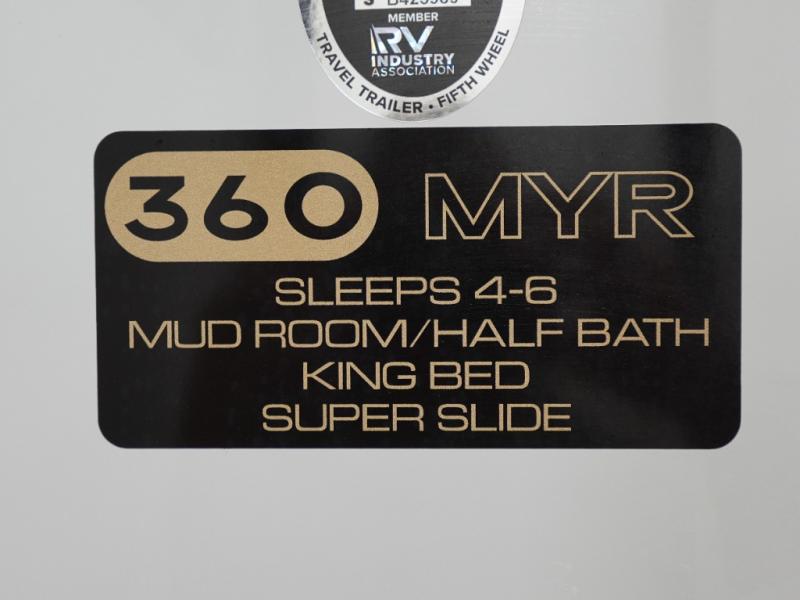 MEMBER
RV
INDUSTRY
ASSOCIATION
TRAVEL TRAILER • FIFTH WHEEL
360 MYR
SLEEPS 4-6
MUD ROOM/HALF BATH
KING BED
SUPER SLIDE